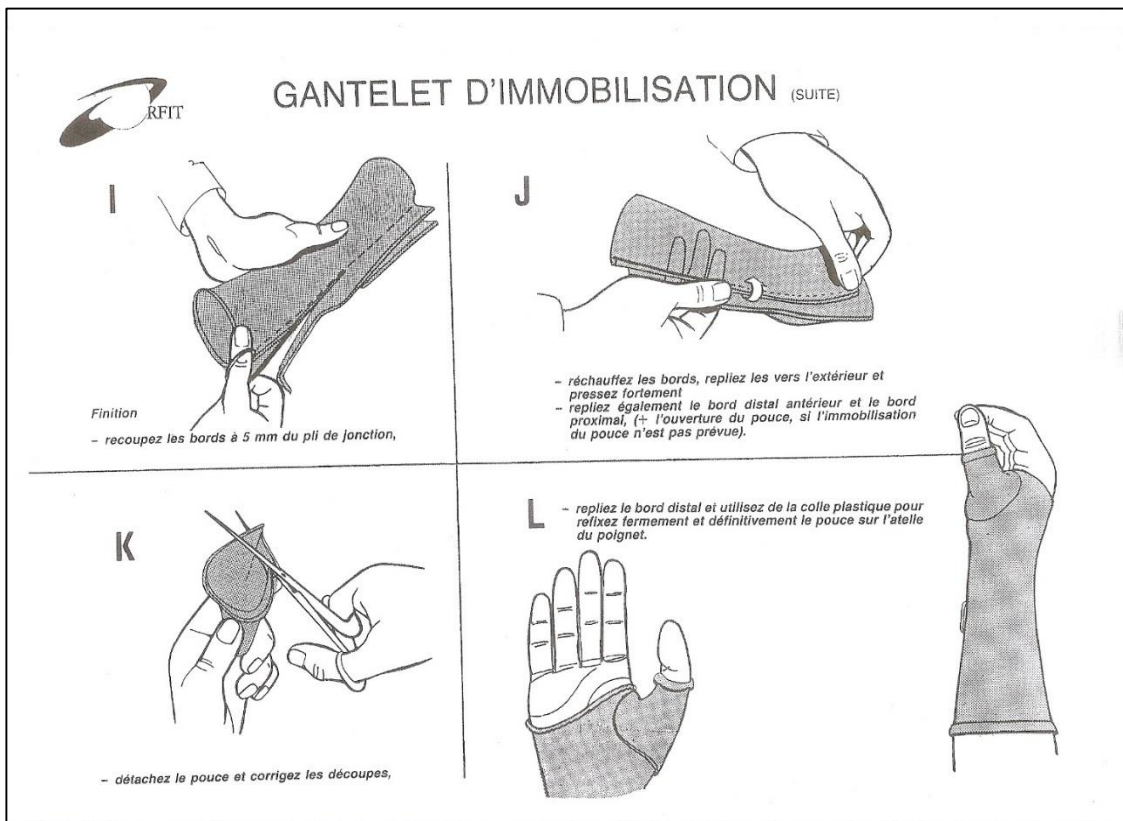 RFIT
GANTELET D'IMMOBILISATION (SUITE)
I
Finition
– recoupez les bords à 5 mm du pli de jonction,
J
– réchauffez les bords, repliez les vers l'extérieur et
pressez fortement
– repliez également le bord distal antérieur et le bord
proximal, (+ l'ouverture du pouce, si l'immobilisation
du pouce n'est pas prévue).
K
– détachez le pouce et corrigez les découpes,
L
– repliez le bord distal et utilisez de la colle plastique pour
refixez fermement et définitivement le pouce sur l'atelle
du poignet.